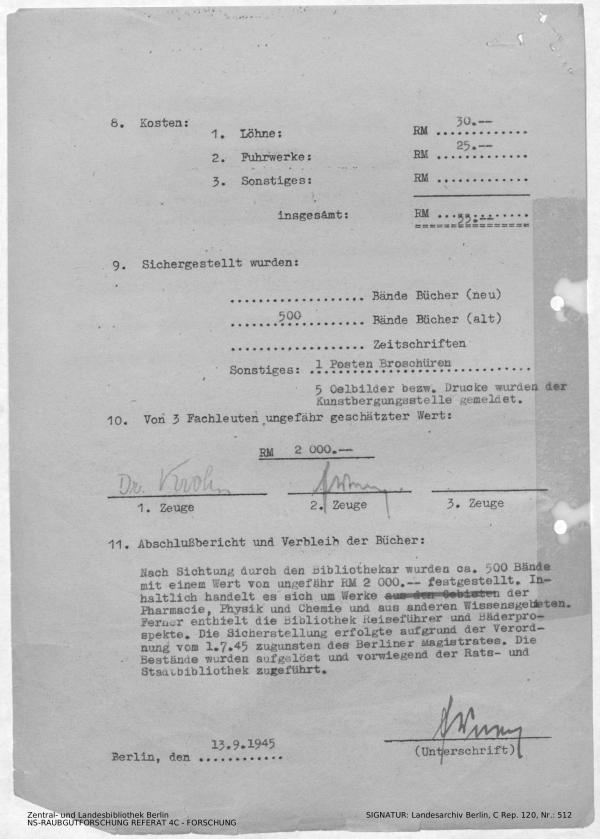 8. Kosten:
1. Löhne: RM 30.--
2. Fuhrwerke: RM 25.--
3. Sonstiges: RM .............
insgesamt: RM 55.--
9. Sichergestellt wurden:
................... Bände Bücher (neu)
.......500......... Bände Bücher (alt)
................... Zeitschriften
Sonstiges: 1 Posten Broschüren
5 Oelbilder bezw. Drucke wurden der
Kunstbergungsstelle gemeldet.
10. Von 3 Fachleuten ungefähr geschätzter Wert:
RM 2 000.--
Dr. Krohn
1. Zeuge 2. Zeuge 3. Zeuge
11. Abschlußbericht und Verbleib der Bücher:
Nach Sichtung durch den Bibliothekar wurden ca. 500 Bände
mit einem Wert von ungefähr RM 2 000.-- festgestellt. In-
haltlich handelt es sich um Werke aus den Gebieten der
Pharmacie, Physik und Chemie und aus anderen Wissensgebieten.
Ferner enthielt die Bibliothek Reiseführer und Bäderpro-
spekte. Die Sicherstellung erfolgte aufgrund der Verord-
nung vom 1.7.45 zugunsten des Berliner Magistrates. Die
Bestände wurden aufgelöst und vorwiegend der Rats- und
Stadtbibliothek zugeführt.
Berlin, den 13.9.1945
(Unterschrift)
Zentral- und Landesbibliothek Berlin
NS-RAUBGUTFORSCHUNG REFERAT 4C - FORSCHUNG
SIGNATUR: Landesarchiv Berlin, C Rep. 120, Nr.: 512